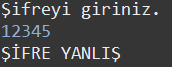 Şifreyi giriniz.
12345
ŞİFRE YANLIŞ